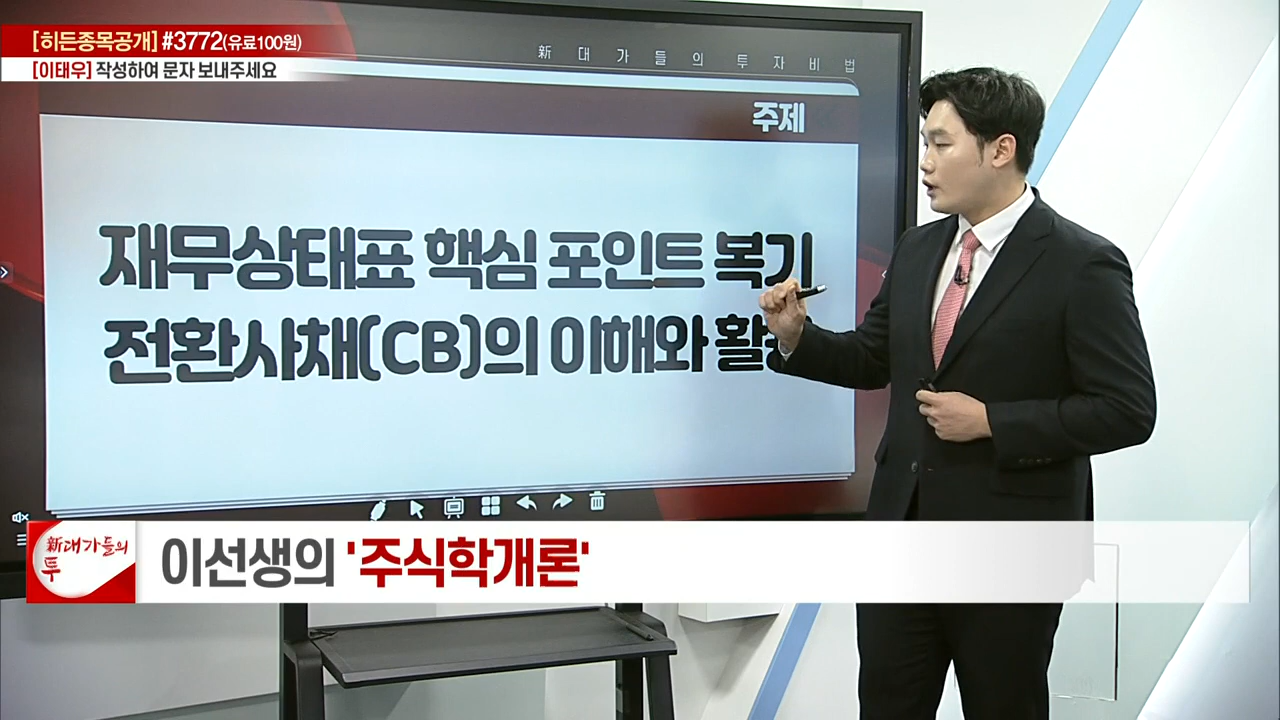 [히든종목공개] #3772(유료100원)
[이태우] 작성하여 문자 보내주세요
新 대 가 들 의 투 자 비 법
주제
재무상태표 핵심 포인트 복기
전환사채(CB)의 이해와
新대가들의
투
이선생의 '주식학개론'